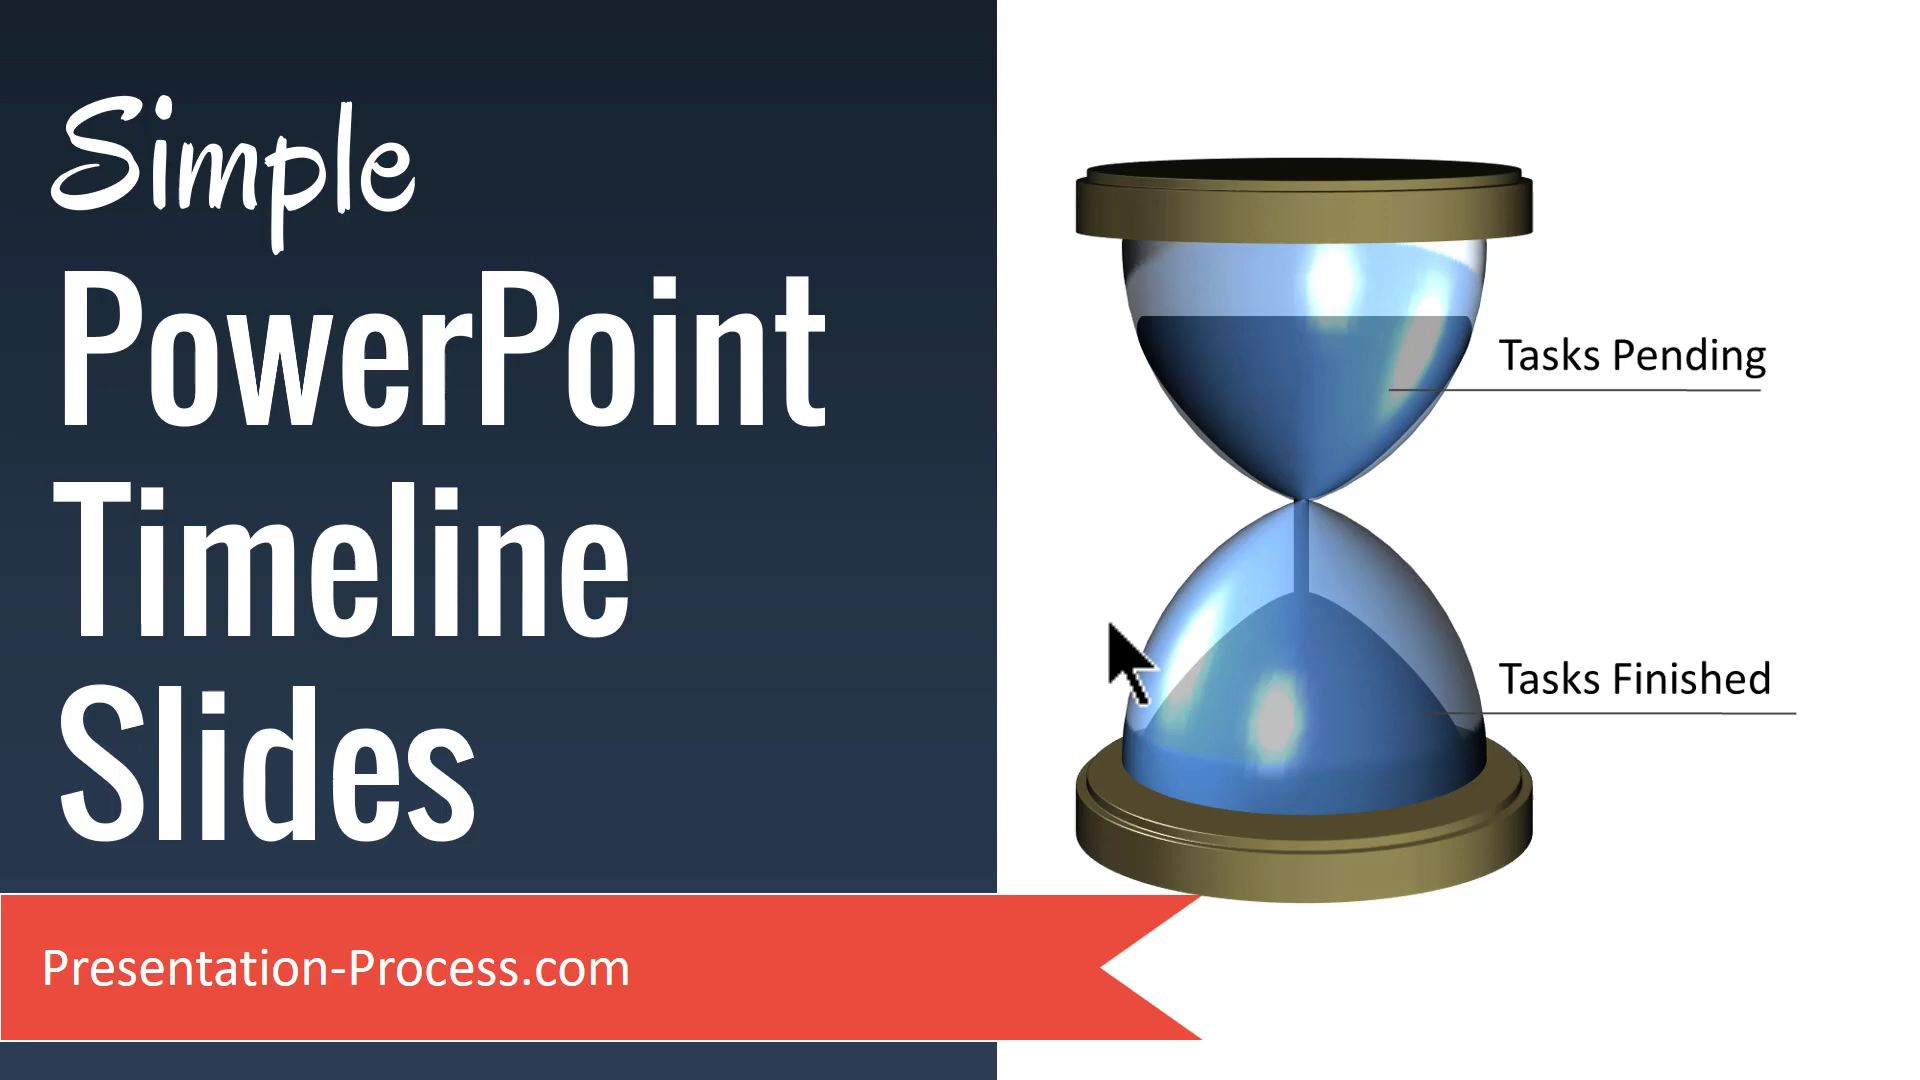 Simple
PowerPoint
Timeline
Slides
Presentation-Process.com
Tasks Pending
Tasks Finished